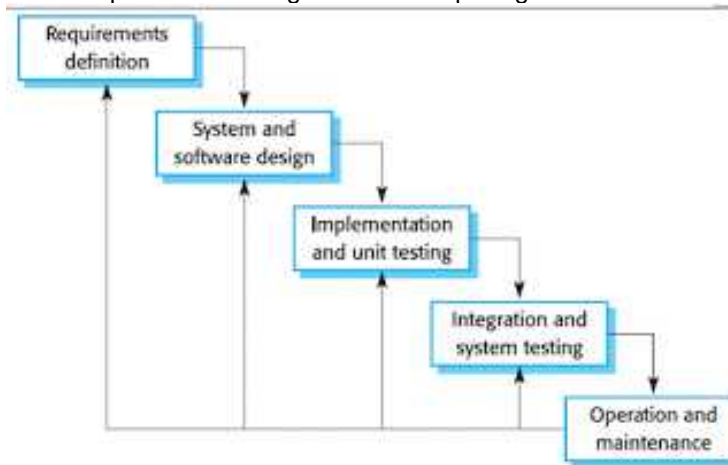 Requirements
definition
System and
software design
Implementation
and unit testing
Integration and
system testing
Operation and
maintenance